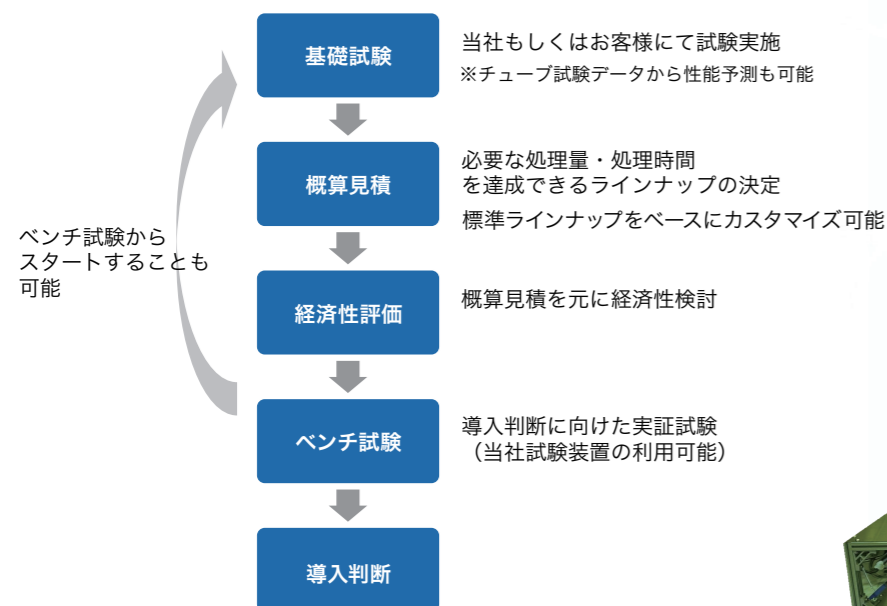 基礎試験
当社もしくはお客様にて試験実施
※チューブ試験データから性能予測も可能
概算見積
必要な処理量・処理時間
を達成できるラインナップの決定
標準ラインナップをベースにカスタマイズ可能
ベンチ試験から
スタートすることも
可能
経済性評価
概算見積を元に経済性検討
ベンチ試験
導入判断に向けた実証試験
（当社試験装置の利用可能）
導入判断